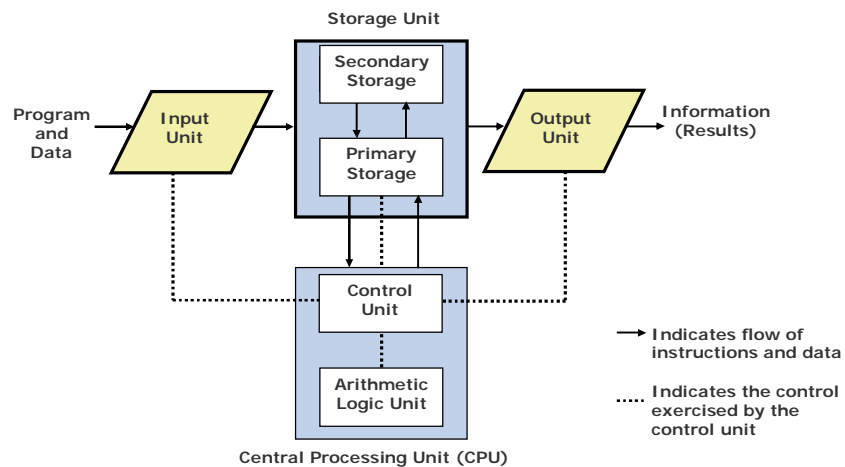 Storage Unit
Secondary
Storage
Program
and
Data
Input
Unit
Primary
Storage
Output
Unit
Information
(Results)
Control
Unit
Arithmetic
Logic Unit
Central Processing Unit (CPU)
Indicates flow of
instructions and data
Indicates the control
exercised by the
control unit